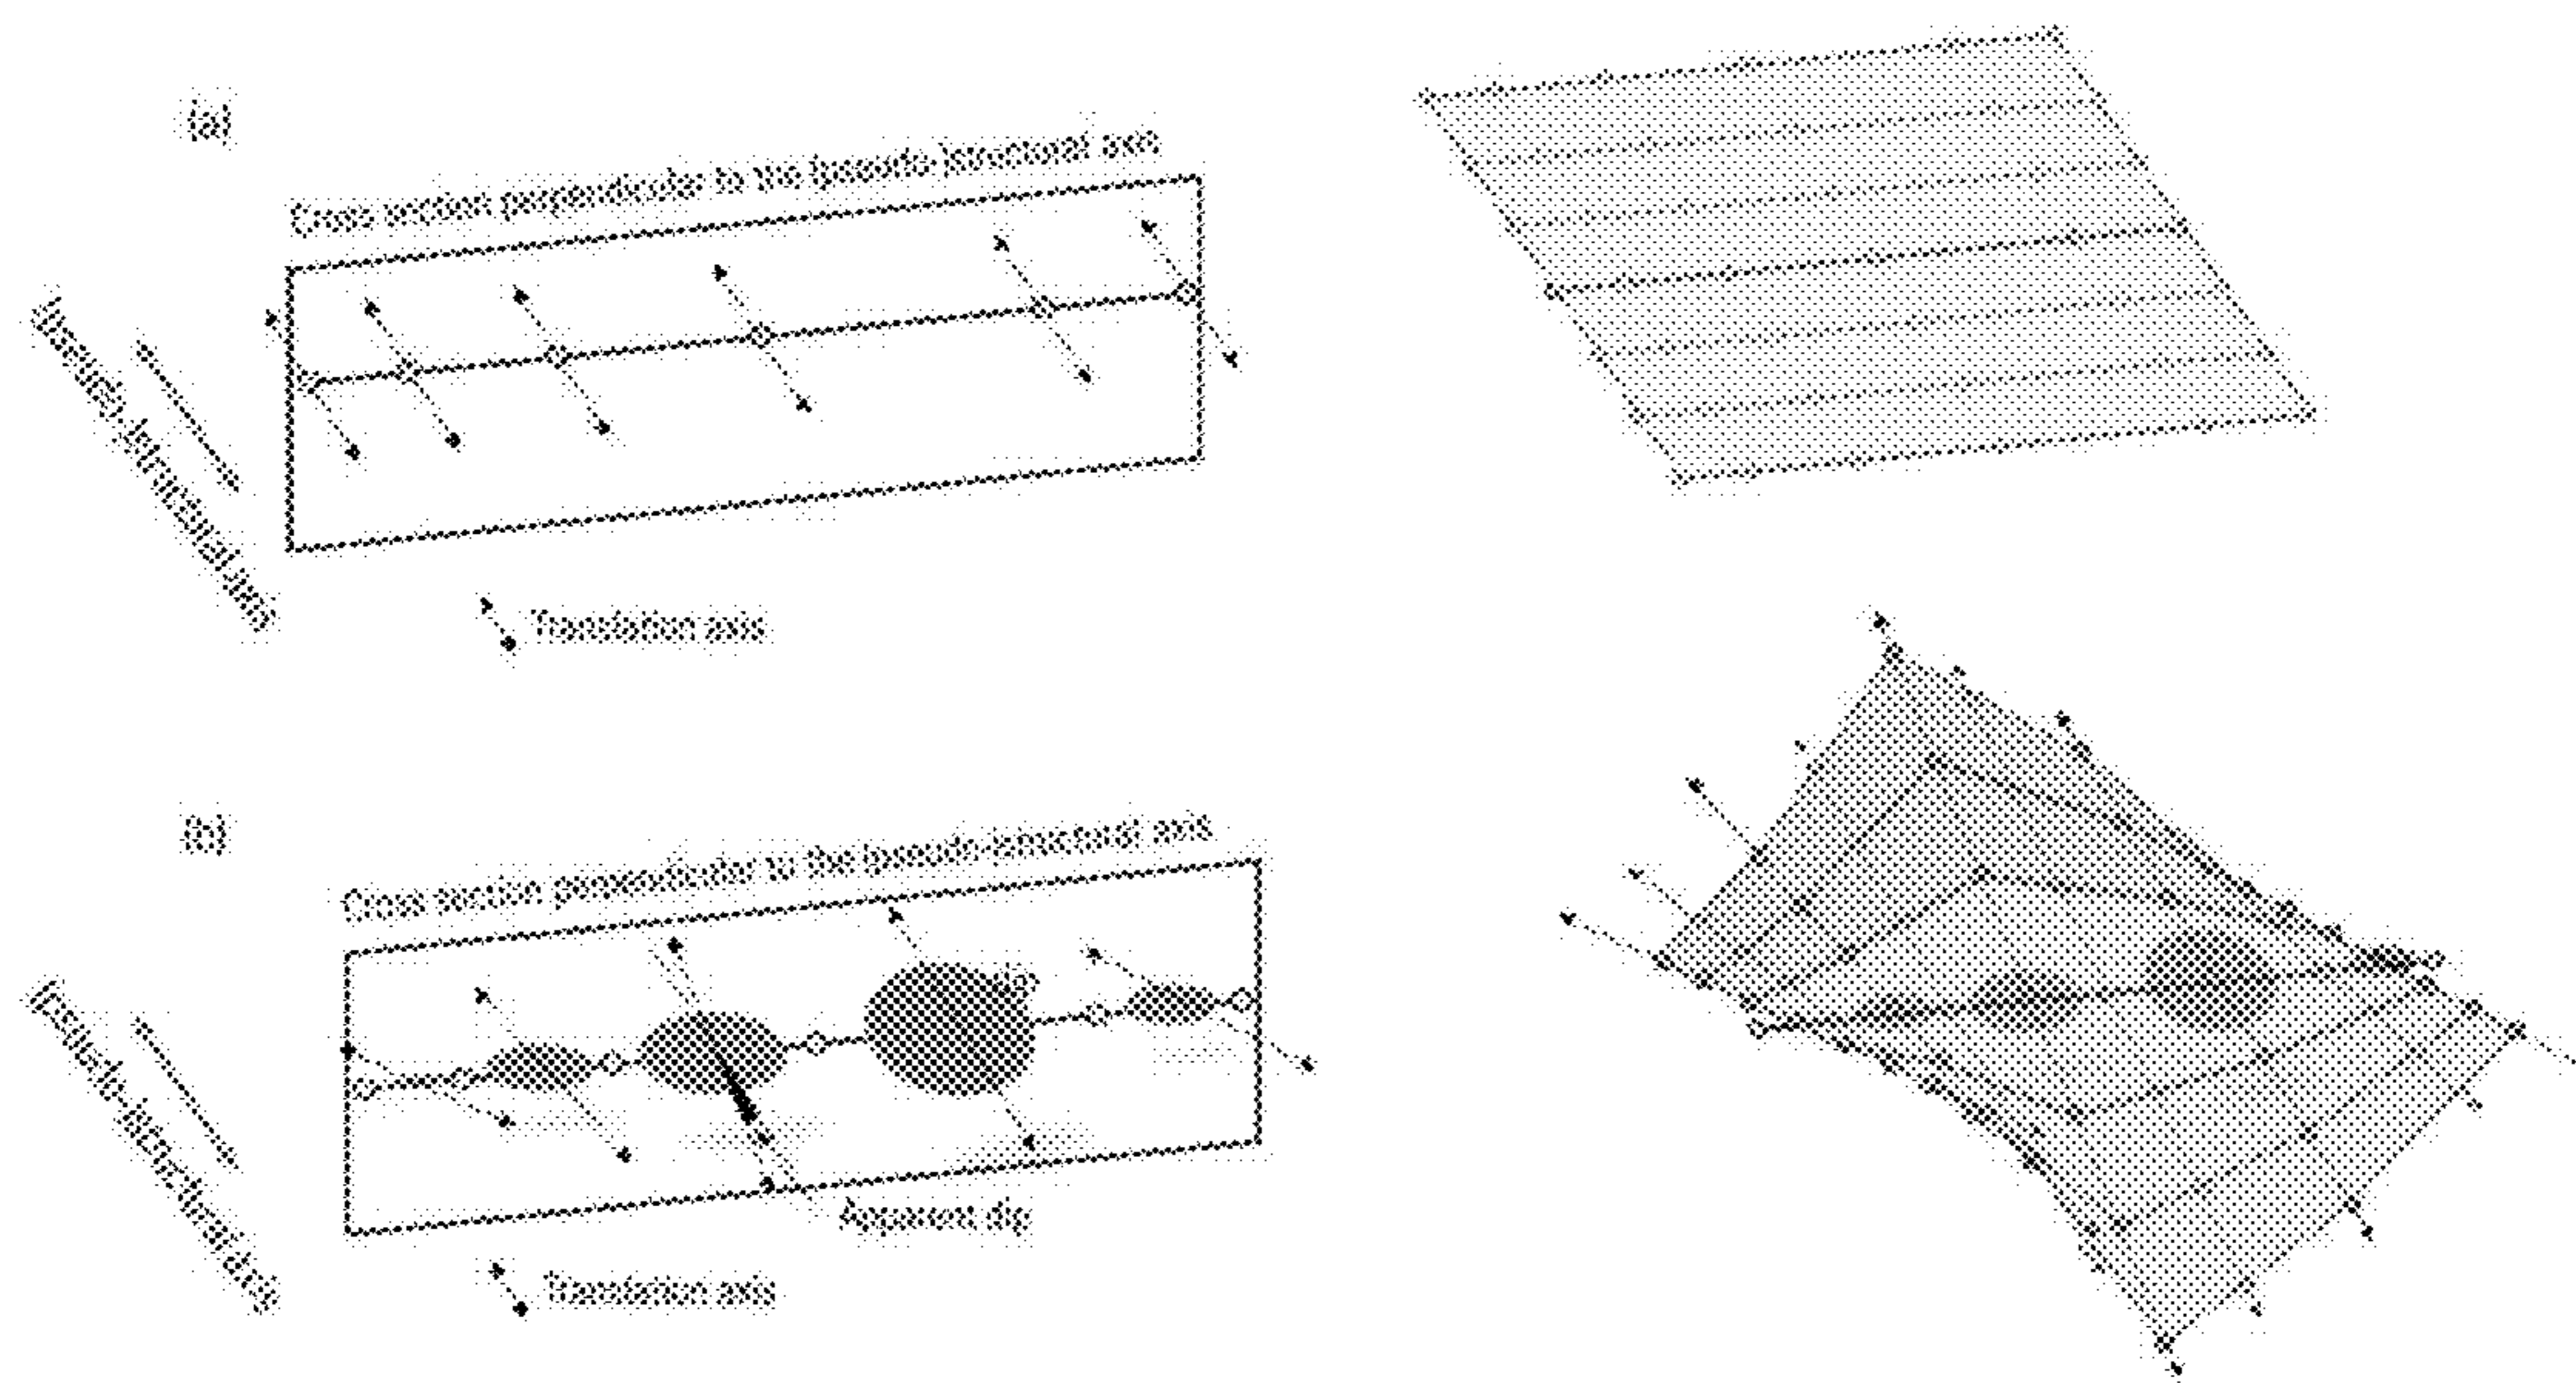 (a)
Cross section perpendicular to the pseudo-structural axis
(pseudo-)structural axis
Translation axis
(b)
Cross section perpendicular to the pseudo-structural axis
(pseudo-)structural axis
Apparent dip
Translation axis